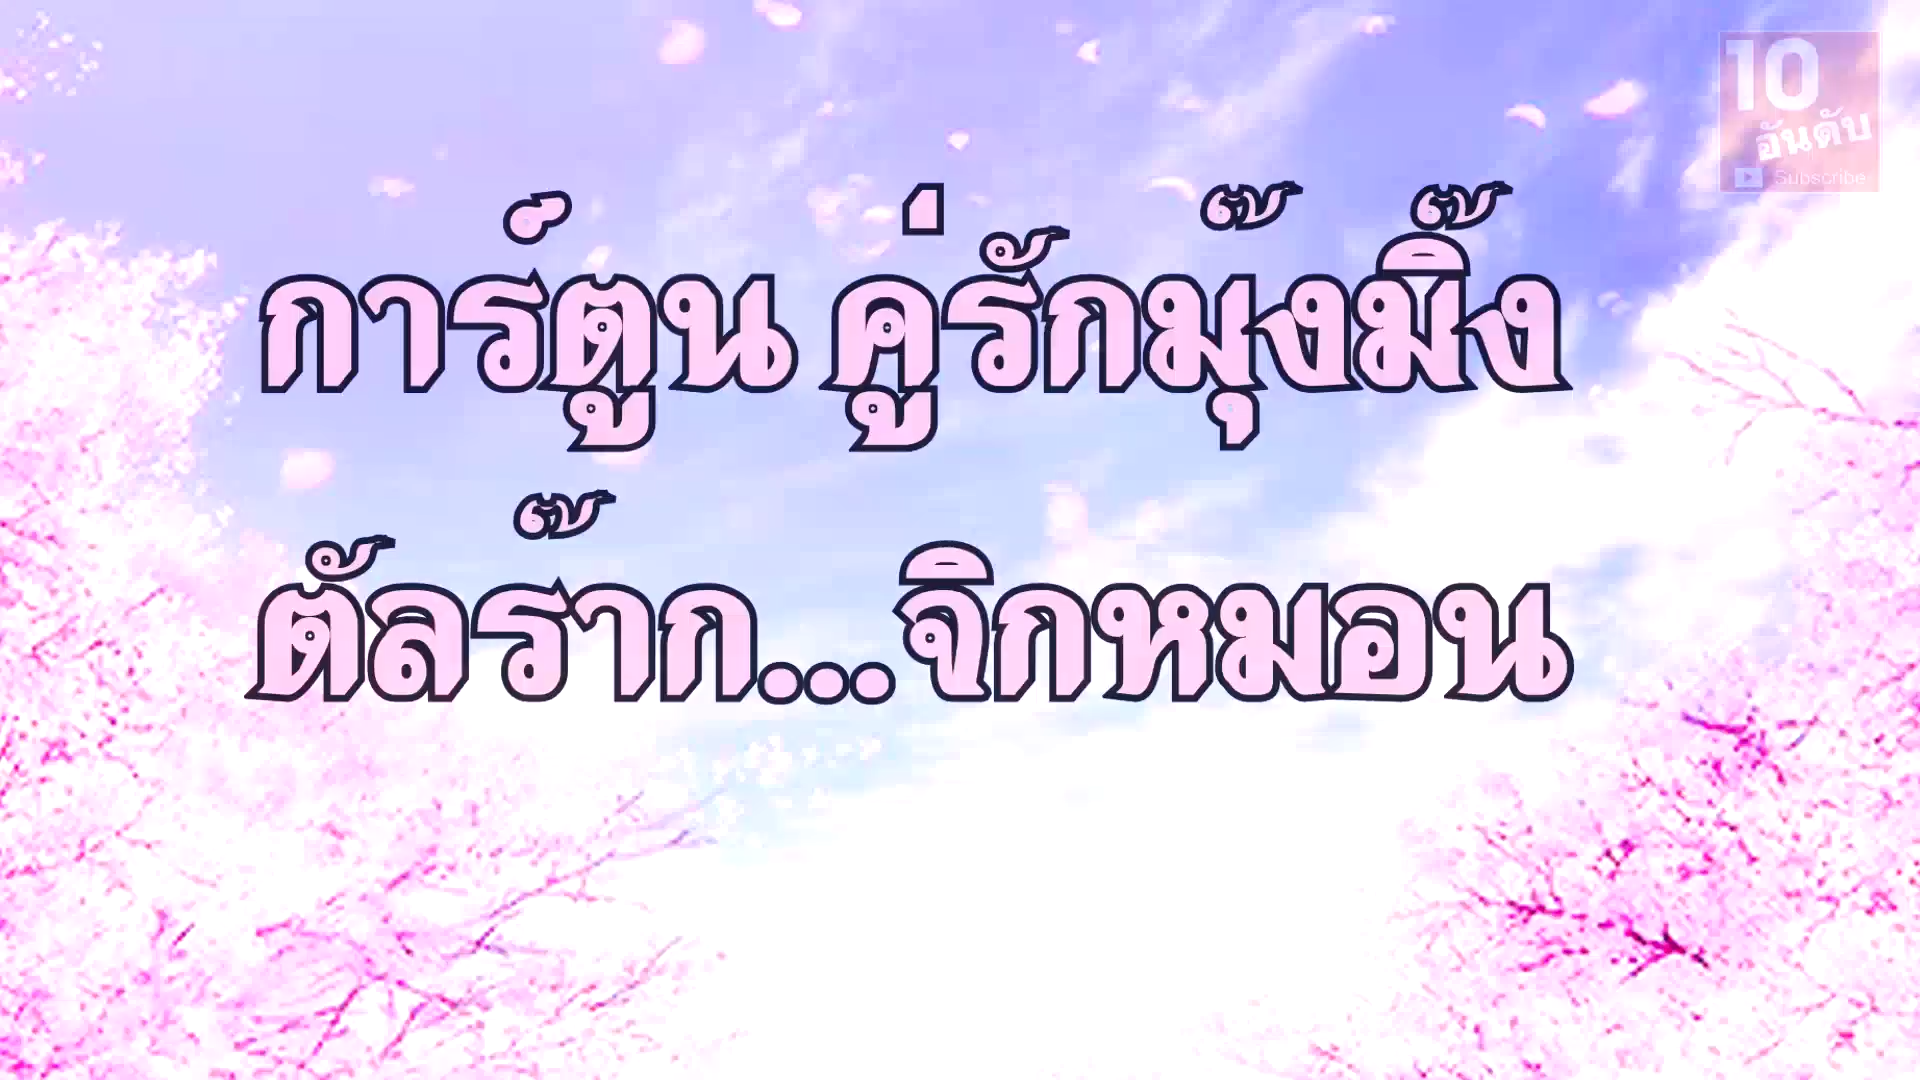 10
อันดับ
Subscribe
การ์ตูน คู่รักมุ๊งมิ๊ง
ตัลร๊าก...จิกหมอน